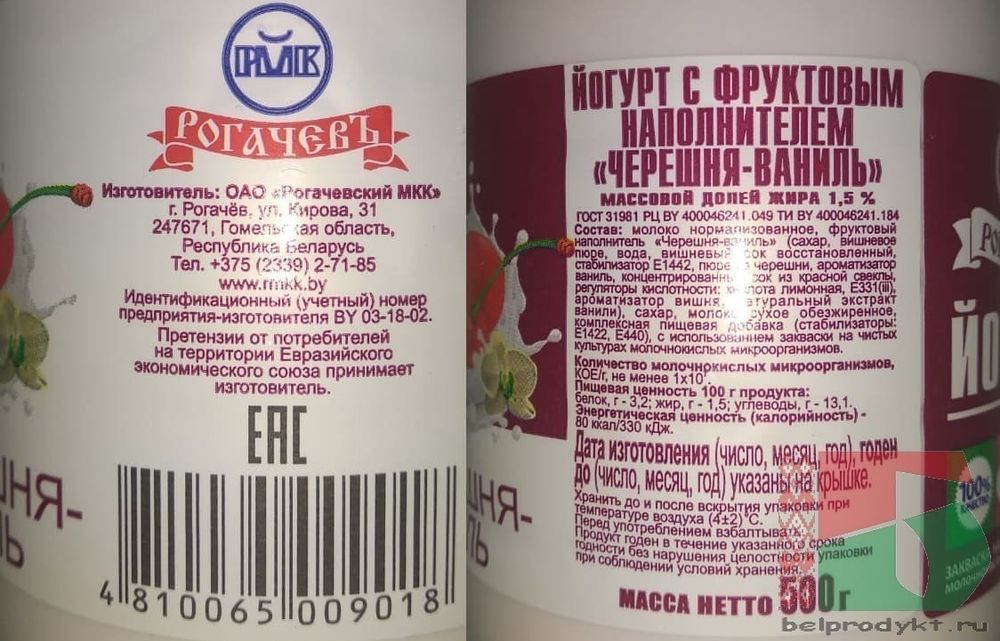 РМСК
РОГАЧЕВЪ
Изготовитель: ОАО «Рогачевский МКК»
г. Рогачёв, ул. Кирова, 31
247671, Гомельская область,
Республика Беларусь
Тел. +375 (2339) 2-71-85
www.rmkk.by
Идентификационный (учетный) номер
предприятия-изготовителя BY 03-18-02.
Претензии от потребителей
на территории Евразийского
экономического союза принимает
изготовитель.
ЕАС
4 810065 009018
ШНЯ-
ЛЬ
ЙОГУРТ С ФРУКТОВЫМ
НАПОЛНИТЕЛЕМ
«ЧЕРЕШНЯ-ВАНИЛЬ»
МАССОВОЙ ДОЛЕЙ ЖИРА 1,5 %
ГОСТ 31981 РЦ BY 400046241.049 ТИ BY 400046241.184
Состав: молоко нормализованное, фруктовый
наполнитель «Черешня-ваниль» (сахар, вишневое
пюре, вода, вишневый сок восстановленный,
стабилизатор Е1442, пюре из черешни, ароматизатор
ваниль, концентрированный сок из красной свеклы,
регуляторы кислотности: кислота лимонная, Е331(iii),
ароматизатор вишня, натуральный экстракт
ванили), сахар, молоко сухое обезжиренное,
комплексная пищевая добавка (стабилизаторы:
Е1422, Е440), с использованием закваски на чистых
культурах молочнокислых микроорганизмов.
Количество молочнокислых микроорганизмов,
КОЕ/г, не менее 1х10⁷.
Пищевая ценность 100 г продукта:
белок, г - 3,2; жир, г - 1,5; углеводы, г - 13,1.
Энергетическая ценность (калорийность) -
80 ккал/330 кДж.
Дата изготовления (число, месяц, год), годен
до (число, месяц, год) указаны на крышке.
Хранить до и после вскрытия упаковки при
температуре воздуха (4±2)°С.
Перед употреблением взбалтывать.
Продукт годен в течение указанного срока
годности без нарушения целостности упаковки
при соблюдении условий хранения.
МАССА НЕТТО 500 г
ШНЯ-
ЛЬ
ЙО
100%
ЗАКВАСК
МОЛОЧНО
belprodykt.ru